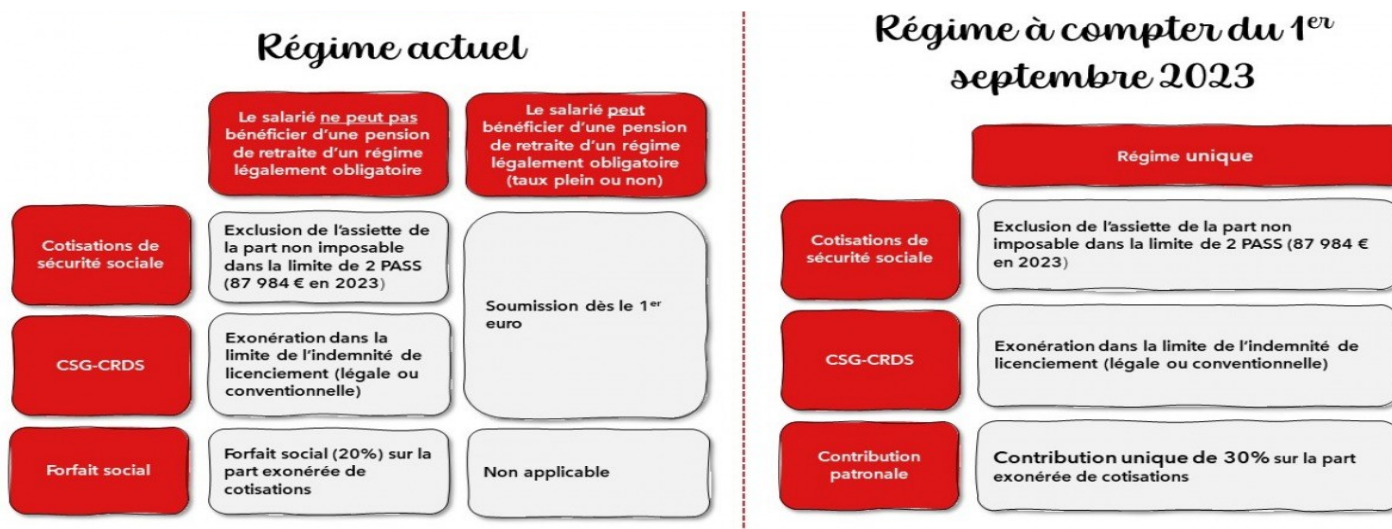 Régime actuel
Le salarié ne peut pas
bénéficier d'une pension
de retraite d'un régime
légalement obligatoire
Le salarié peut
bénéficier d'une pension
de retraite d'un régime
légalement obligatoire
(taux plein ou non)
Cotisations de
sécurité sociale
Exclusion de l'assiette de
la part non imposable
dans la limite de 2 PASS
(87 984 € en 2023)
Soumission dès le 1er
euro
CSG-CRDS
Exonération dans la
limite de l'indemnité de
licenciement (légale ou
conventionnelle)
Forfait social
Forfait social (20%) sur la
part exonérée de
cotisations
Non applicable
Régime à compter du 1er
septembre 2023
Régime unique
Cotisations de
sécurité sociale
Exclusion de l'assiette de la part non
imposable dans la limite de 2 PASS (87 984 €
en 2023)
CSG-CRDS
Exonération dans la limite de l'indemnité de
licenciement (légale ou conventionnelle)
Contribution
patronale
Contribution unique de 30% sur la part
exonérée de cotisations